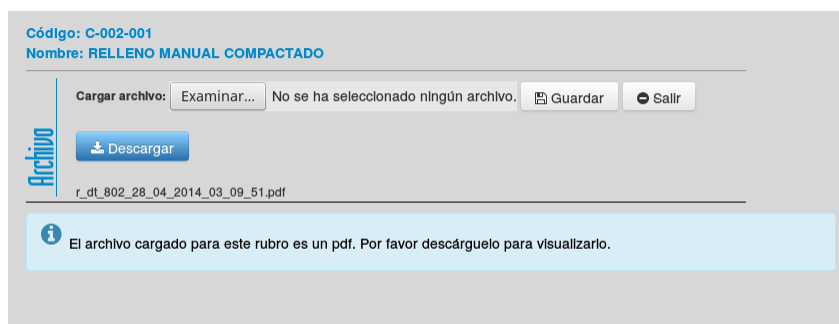 Código: C-002-001
Nombre: RELLENO MANUAL COMPACTADO
Archivo
Cargar archivo: Examinar... No se ha seleccionado ningún archivo. Guardar Salir
Descargar
r_dt_802_28_04_2014_03_09_51.pdf
El archivo cargado para este rubro es un pdf. Por favor descárguelo para visualizarlo.